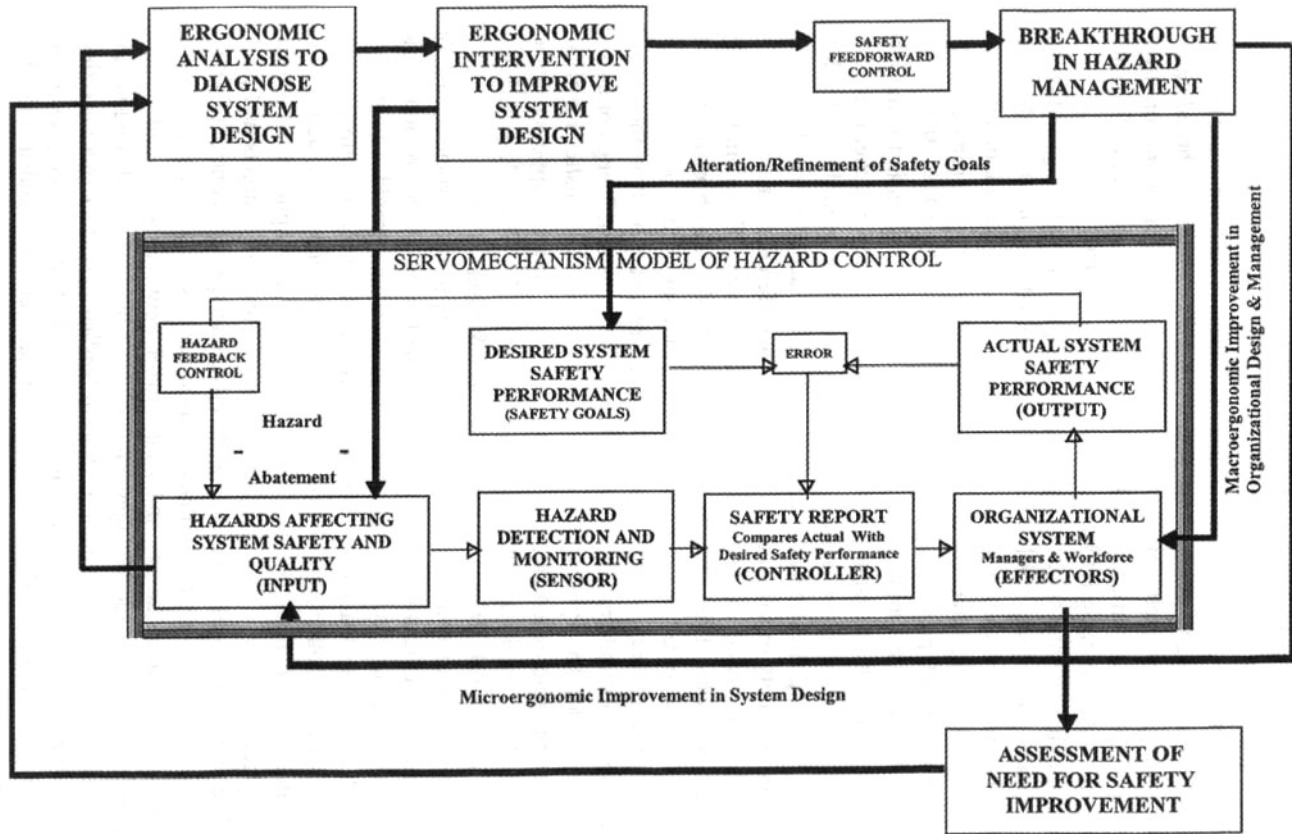 ERGONOMIC
ANALYSIS TO
DIAGNOSE
SYSTEM
DESIGN
ERGONOMIC
INTERVENTION
TO IMPROVE
SYSTEM
DESIGN
SAFETY
FEEDFORWARD
CONTROL
BREAKTHROUGH
IN HAZARD
MANAGEMENT
Alteration/Refinement of Safety Goals
Macroergonomic Improvement in
Organizational Design & Management
SERVOMECHANISM MODEL OF HAZARD CONTROL
HAZARD
FEEDBACK
CONTROL
DESIRED SYSTEM
SAFETY
PERFORMANCE
(SAFETY GOALS)
ERROR
ACTUAL SYSTEM
SAFETY
PERFORMANCE
(OUTPUT)
Hazard
- -
Abatement
HAZARDS AFFECTING
SYSTEM SAFETY AND
QUALITY
(INPUT)
HAZARD
DETECTION AND
MONITORING
(SENSOR)
SAFETY REPORT
Compares Actual With
Desired Safety Performance
(CONTROLLER)
ORGANIZATIONAL
SYSTEM
Managers & Workforce
(EFFECTORS)
Microergonomic Improvement in System Design
ASSESSMENT OF
NEED FOR SAFETY
IMPROVEMENT